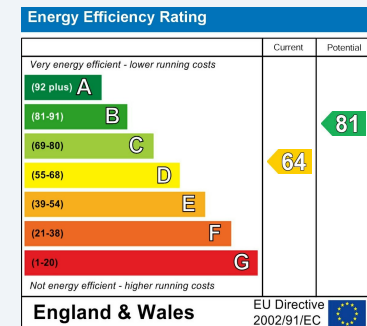 Energy Efficiency Rating
Current Potential
Very energy efficient - lower running costs
(92 plus) A
(81-91) B
(69-80) C
(55-68) D
(39-54) E
(21-38) F
(1-20) G
64
81
Not energy efficient - higher running costs
England & Wales
EU Directive
2002/91/EC